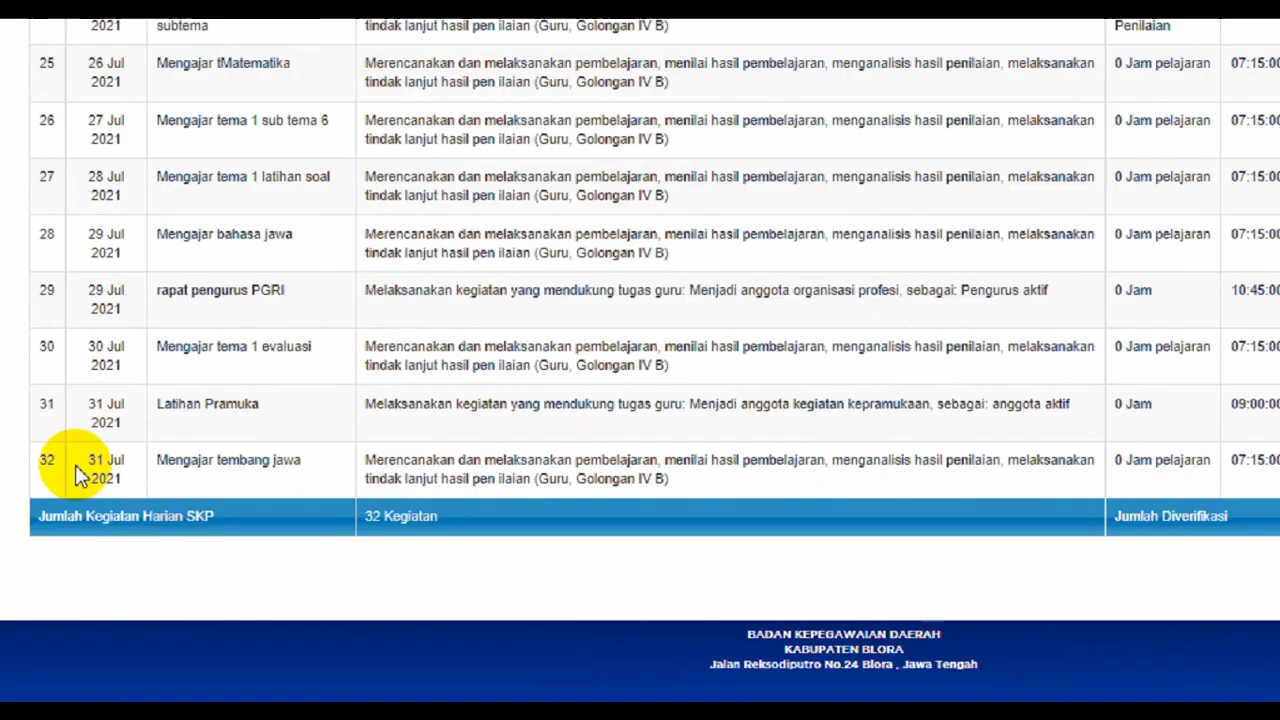 2021 subtema tindak lanjut hasil pen ilaian (Guru, Golongan IV B) Penilaian
25 26 Jul Mengajar tMatematika Merencanakan dan melaksanakan pembelajaran, menilai hasil pembelajaran, menganalisis hasil penilaian, melaksanakan 0 Jam pelajaran 07:15:00
2021 tindak lanjut hasil pen ilaian (Guru, Golongan IV B)
26 27 Jul Mengajar tema 1 sub tema 6 Merencanakan dan melaksanakan pembelajaran, menilai hasil pembelajaran, menganalisis hasil penilaian, melaksanakan 0 Jam pelajaran 07:15:00
2021 tindak lanjut hasil pen ilaian (Guru, Golongan IV B)
27 28 Jul Mengajar tema 1 latihan soal Merencanakan dan melaksanakan pembelajaran, menilai hasil pembelajaran, menganalisis hasil penilaian, melaksanakan 0 Jam pelajaran 07:15:00
2021 tindak lanjut hasil pen ilaian (Guru, Golongan IV B)
28 29 Jul Mengajar bahasa jawa Merencanakan dan melaksanakan pembelajaran, menilai hasil pembelajaran, menganalisis hasil penilaian, melaksanakan 0 Jam pelajaran 07:15:00
2021 tindak lanjut hasil pen ilaian (Guru, Golongan IV B)
29 29 Jul rapat pengurus PGRI Melaksanakan kegiatan yang mendukung tugas guru: Menjadi anggota organisasi profesi, sebagai: Pengurus aktif 0 Jam 10:45:00
2021
30 30 Jul Mengajar tema 1 evaluasi Merencanakan dan melaksanakan pembelajaran, menilai hasil pembelajaran, menganalisis hasil penilaian, melaksanakan 0 Jam pelajaran 07:15:00
2021 tindak lanjut hasil pen ilaian (Guru, Golongan IV B)
31 31 Jul Latihan Pramuka Melaksanakan kegiatan yang mendukung tugas guru: Menjadi anggota kegiatan kepramukaan, sebagai: anggota aktif 0 Jam 09:00:00
2021
32 31 Jul Mengajar tembang jawa Merencanakan dan melaksanakan pembelajaran, menilai hasil pembelajaran, menganalisis hasil penilaian, melaksanakan 0 Jam pelajaran 07:15:00
2021 tindak lanjut hasil pen ilaian (Guru, Golongan IV B)
Jumlah Kegiatan Harian SKP 32 Kegiatan Jumlah Diverifikasi
BADAN KEPEGAWAIAN DAERAH
KABUPATEN BLORA
Jalan Reksodiputro No.24 Blora , Jawa Tengah